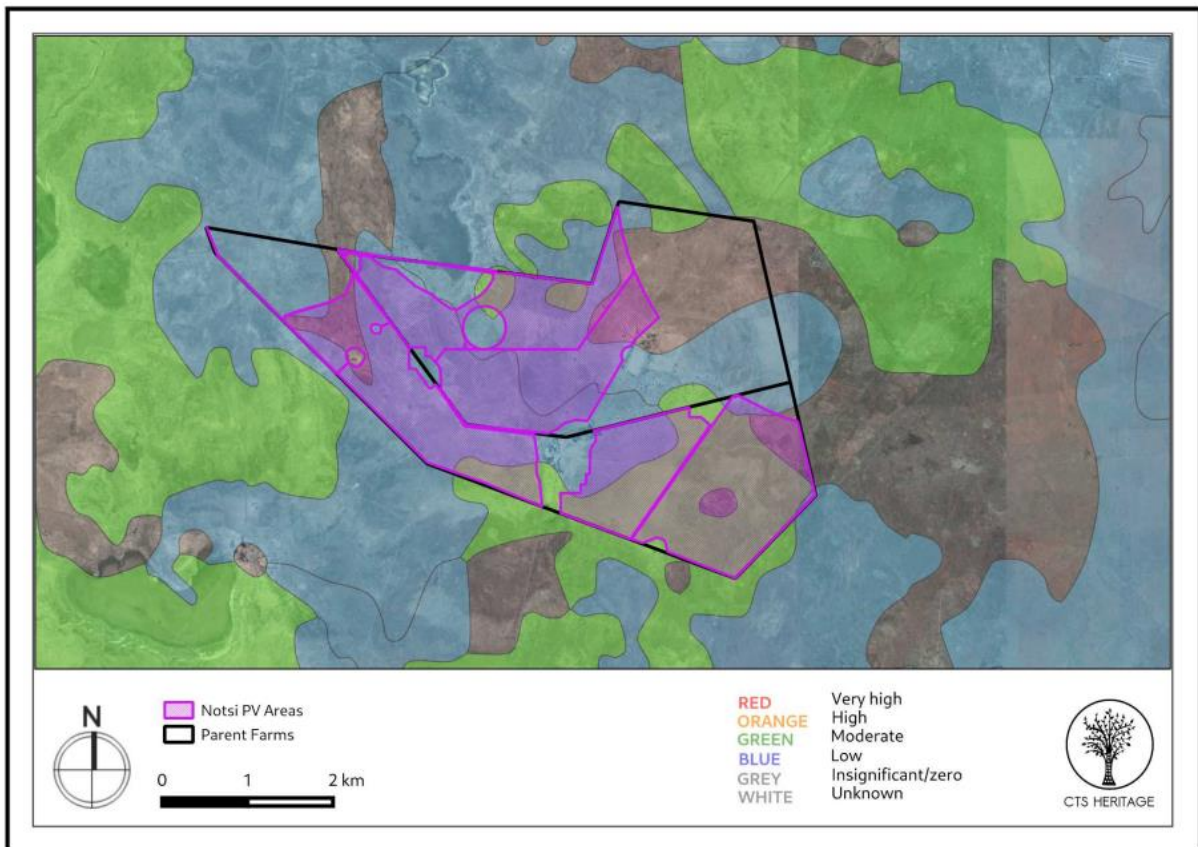 N
Notsi PV Areas
Parent Farms
0 1 2 km
RED Very high
ORANGE High
GREEN Moderate
BLUE Low
GREY Insignificant/zero
WHITE Unknown
CTS HERITAGE